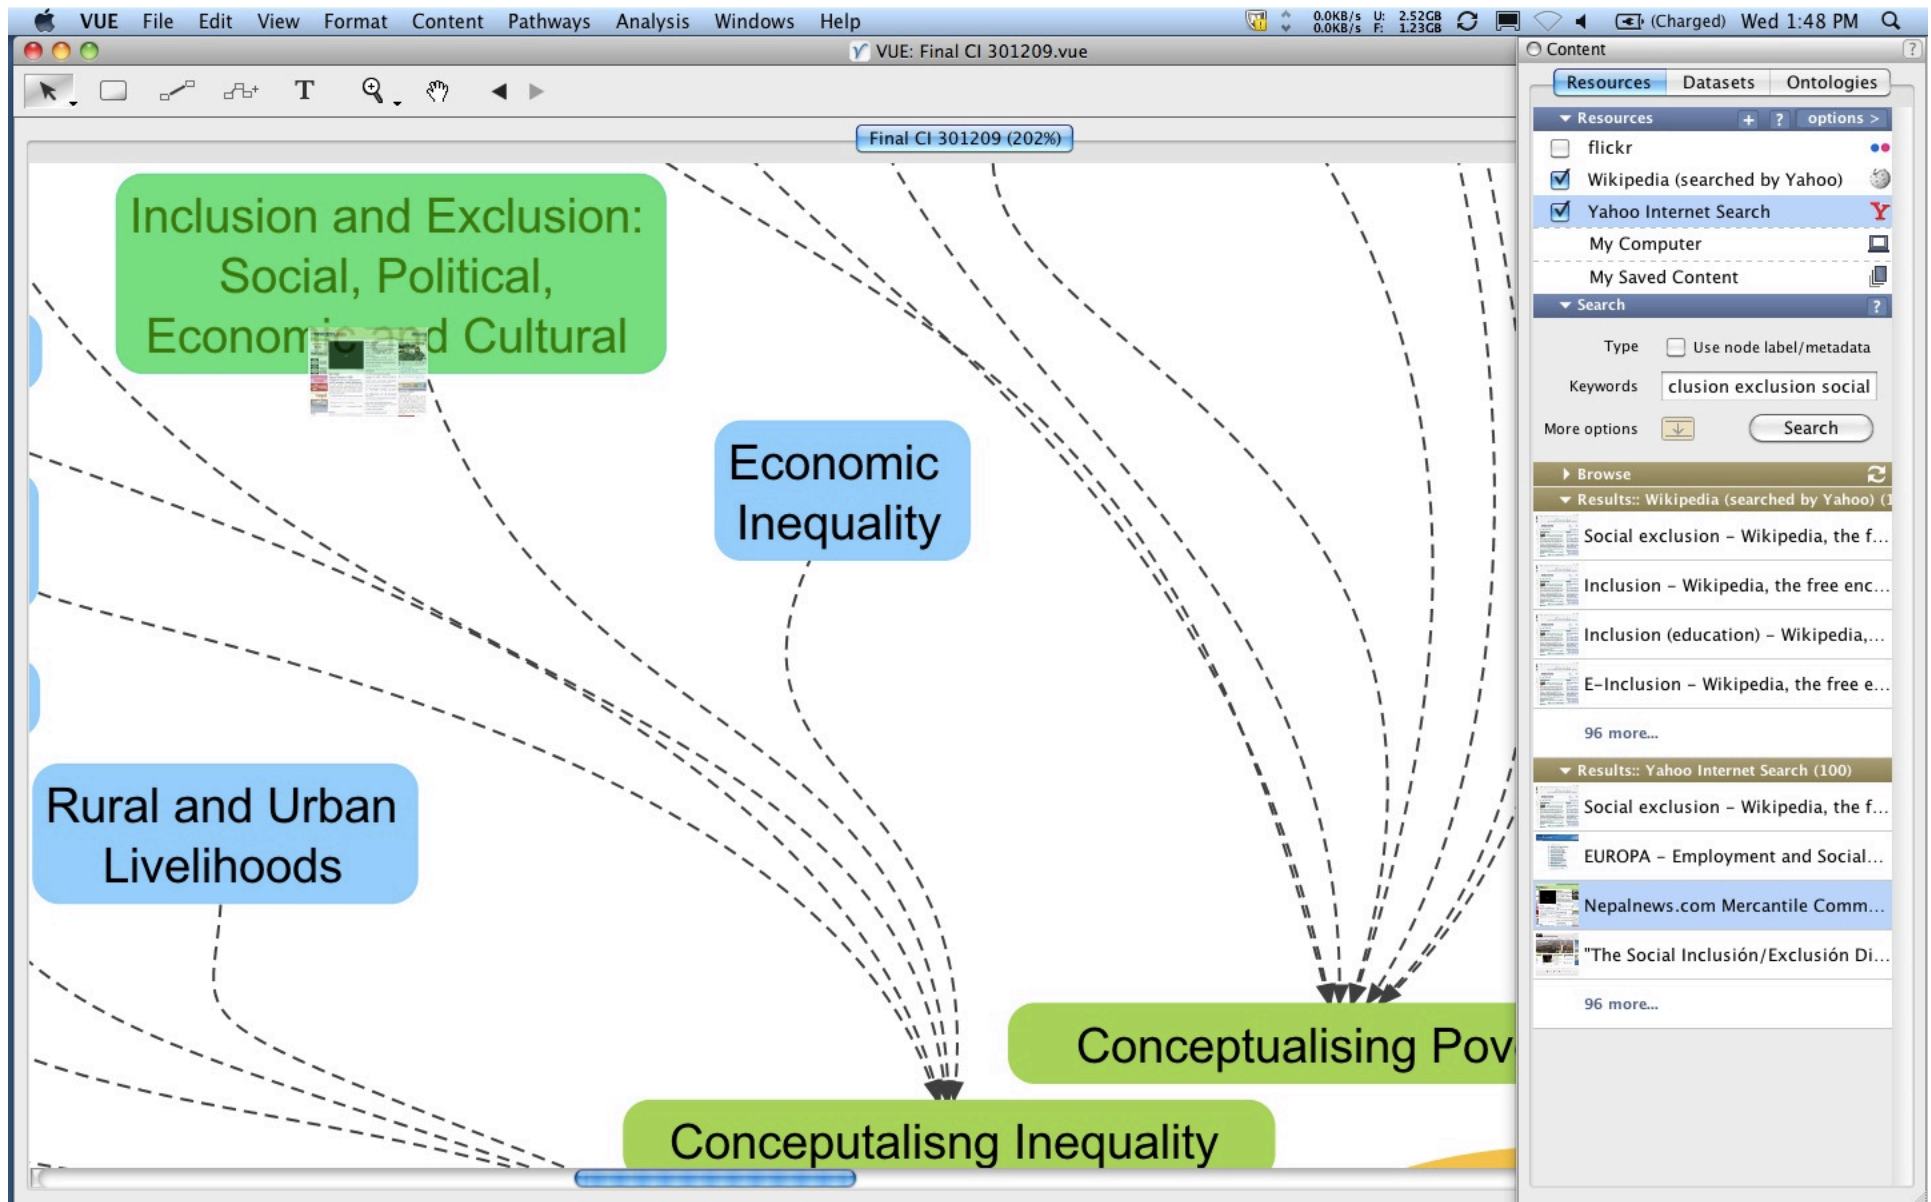 VUE File Edit View Format Content Pathways Analysis Windows Help
0.0KB/s U: 2.52GB
0.0KB/s F: 1.23GB
(Charged) Wed 1:48 PM
VUE: Final CI 301209.vue
T
Final CI 301209 (202%)
Inclusion and Exclusion:
Social, Political,
Economic and Cultural
Economic
Inequality
Rural and Urban
Livelihoods
Conceptualising Pov
Conceputalisng Inequality
Content ?
Resources Datasets Ontologies
Resources + ? options >
flickr
Wikipedia (searched by Yahoo)
Yahoo Internet Search Y
My Computer
My Saved Content
Search ?
Type Use node label/metadata
Keywords clusion exclusion social
More options Search
Browse
Results:: Wikipedia (searched by Yahoo) (1
Social exclusion – Wikipedia, the f...
Inclusion – Wikipedia, the free enc...
Inclusion (education) – Wikipedia,...
E-Inclusion – Wikipedia, the free e...
96 more...
Results:: Yahoo Internet Search (100)
Social exclusion – Wikipedia, the f...
EUROPA – Employment and Social...
Nepalnews.com Mercantile Comm...
"The Social Inclusión/Exclusión Di...
96 more...